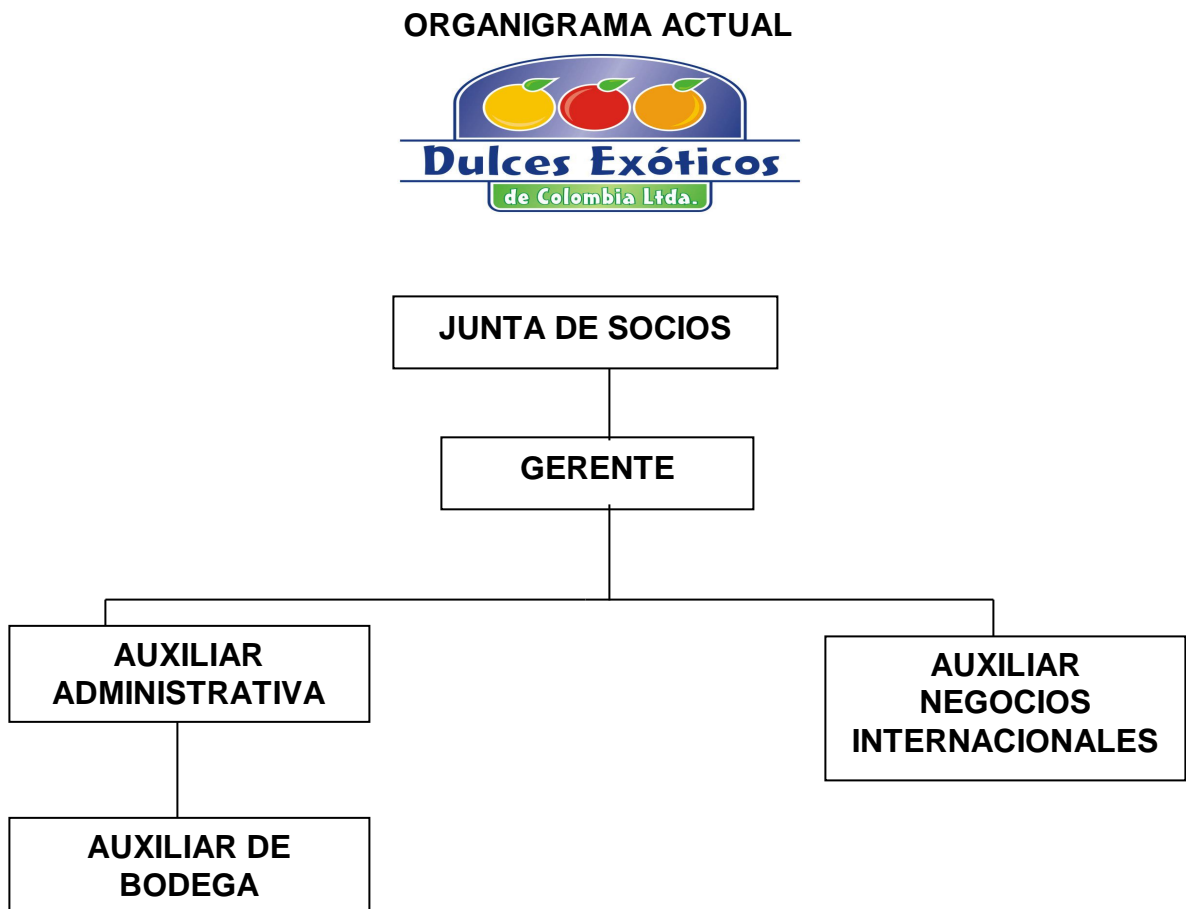 ORGANIGRAMA ACTUAL
Dulces Exóticos
de Colombia Ltda.
JUNTA DE SOCIOS
GERENTE
AUXILIAR
ADMINISTRATIVA
AUXILIAR
NEGOCIOS
INTERNACIONALES
AUXILIAR DE
BODEGA